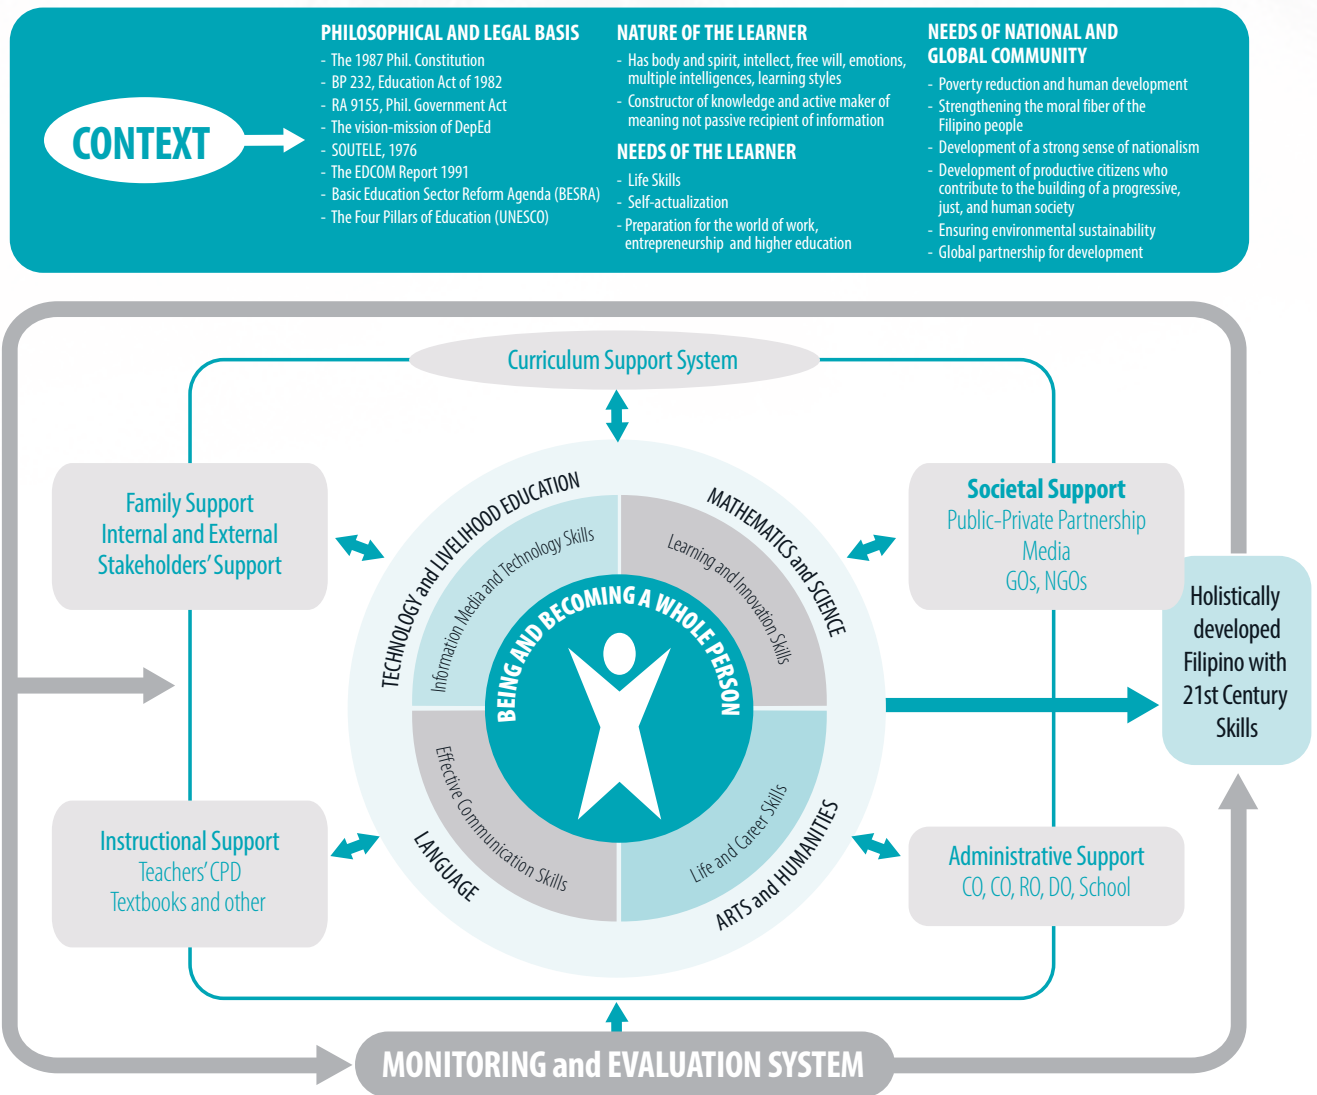 CONTEXT
PHILOSOPHICAL AND LEGAL BASIS
- The 1987 Phil. Constitution
- BP 232, Education Act of 1982
- RA 9155, Phil. Government Act
- The vision-mission of DepEd
- SOUTELE, 1976
- The EDCOM Report 1991
- Basic Education Sector Reform Agenda (BESRA)
- The Four Pillars of Education (UNESCO)
NATURE OF THE LEARNER
- Has body and spirit, intellect, free will, emotions,
multiple intelligences, learning styles
- Constructor of knowledge and active maker of
meaning not passive recipient of information
NEEDS OF THE LEARNER
- Life Skills
- Self-actualization
- Preparation for the world of work,
entrepreneurship and higher education
NEEDS OF NATIONAL AND
GLOBAL COMMUNITY
- Poverty reduction and human development
- Strengthening the moral fiber of the
Filipino people
- Development of a strong sense of nationalism
- Development of productive citizens who
contribute to the building of a progressive,
just, and human society
- Ensuring environmental sustainability
- Global partnership for development
Curriculum Support System
Family Support
Internal and External
Stakeholders' Support
TECHNOLOGY and LIVELIHOOD EDUCATION
Information Media and Technology Skills
MATHEMATICS and SCIENCE
Learning and Innovation Skills
Societal Support
Public-Private Partnership
Media
GOs, NGOs
BEING AND BECOMING A WHOLE PERSON
Holistically
developed
Filipino with
21st Century
Skills
Instructional Support
Teachers' CPD
Textbooks and other
LANGUAGE
Effective Communication Skills
Life and Career Skills
ARTS and HUMANITIES
Administrative Support
CO, CO, RO, DO, School
MONITORING and EVALUATION SYSTEM